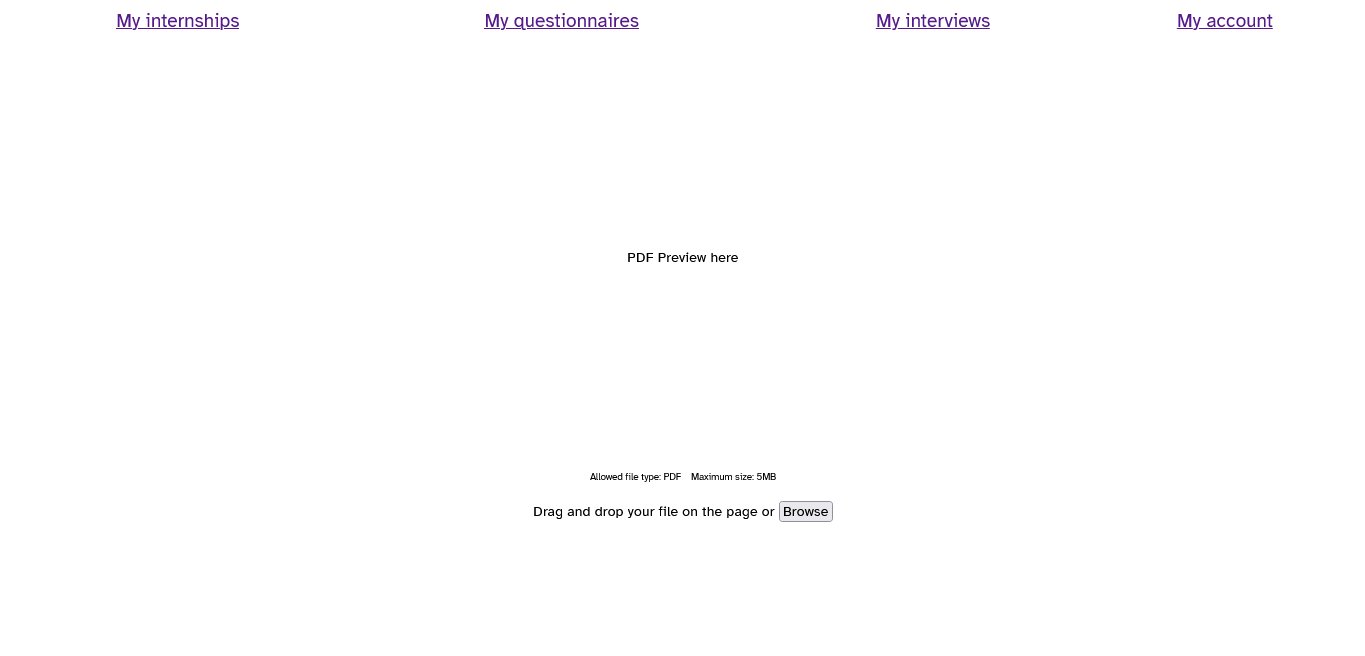 My internships My questionnaires My interviews My account
PDF Preview here
Allowed file type: PDF Maximum size: 5MB
Drag and drop your file on the page or Browse